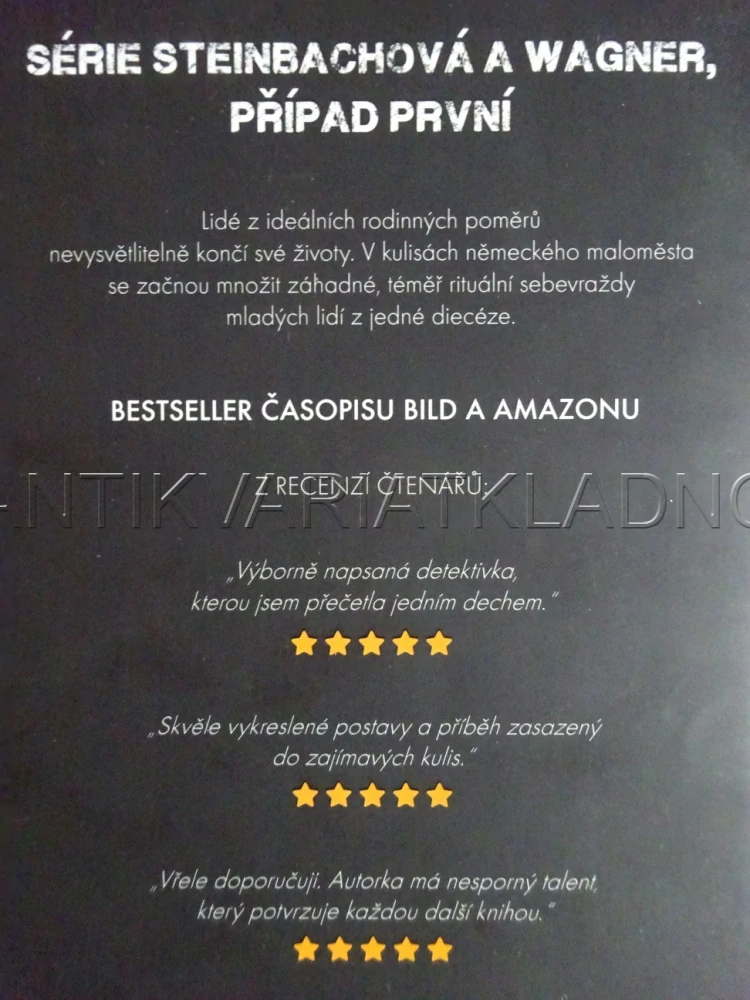 SÉRIE STEINBACHOVÁ A WAGNER,
PŘÍPAD PRVNÍ
Lidé z ideálních rodinných poměrů
nevysvětlitelně končí své životy. V kulisách německého maloměsta
se začnou množit záhadné, téměř rituální sebevraždy
mladých lidí z jedné diecéze.
BESTSELLER ČASOPISU BILD A AMAZONU
ANTIKVARIATKLADNO
Z RECENZÍ ČTENÁŘŮ:
„Výborně napsaná detektivka,
kterou jsem přečetla jedním dechem.“
„Skvěle vykreslené postavy a příběh zasazený
do zajímavých kulis.“
„Vřele doporučuji. Autorka má nesporný talent,
který potvrzuje každou další knihou.“